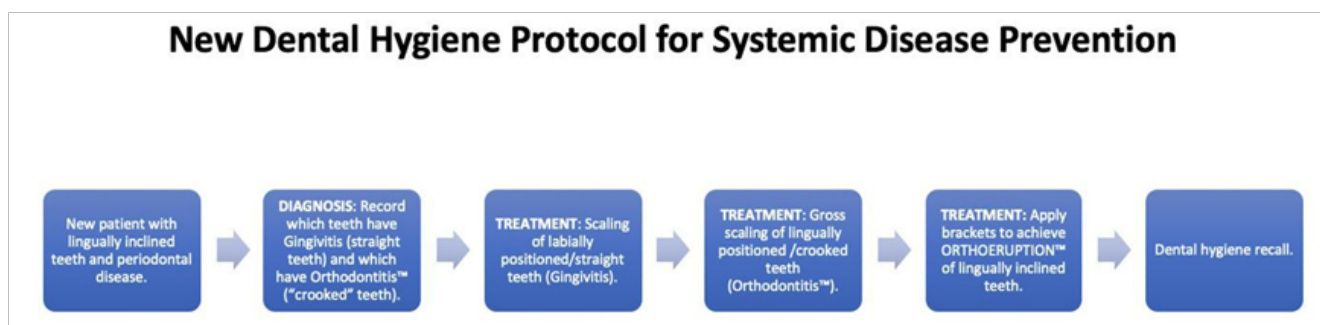 New Dental Hygiene Protocol for Systemic Disease Prevention
New patient with
lingually inclined
teeth and periodontal
disease.
DIAGNOSIS: Record
which teeth have
Gingivitis (straight
teeth) and which
have Orthodontitis™
("crooked" teeth).
TREATMENT: Scaling
of labially
positioned/straight
teeth (Gingivitis).
TREATMENT: Gross
scaling of lingually
positioned /crooked
teeth
(Orthodontitis™).
TREATMENT: Apply
brackets to achieve
ORTHOERUPTION™
of lingually inclined
teeth.
Dental hygiene recall.